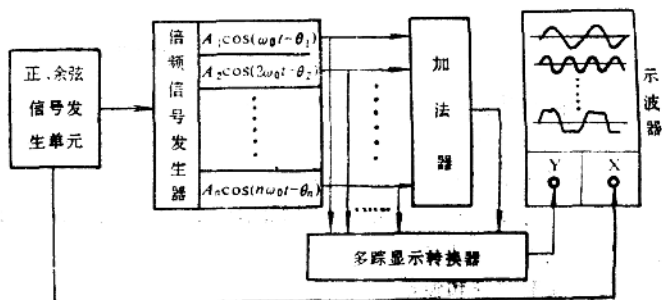 正、余弦
信号发
生单元
倍频信号发生器
A₁cos(ω₀t-θ₁)
A₂cos(2ω₀t-θ₂)
Aₙcos(nω₀t-θₙ)
加法器
示波器
Y
X
多踪显示转换器